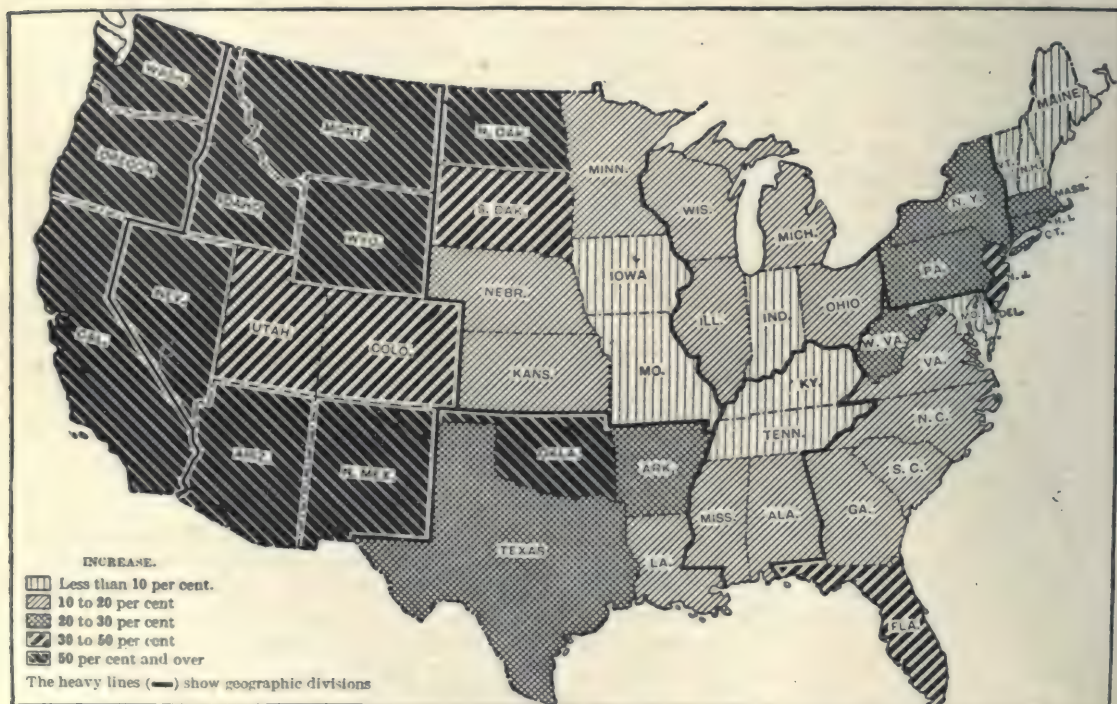 WASH.
MONT.
N. DAK.
MINN.
OREGON
IDAHO
WYO.
S. DAK.
WIS.
MICH.
MAINE
VT.
N.H.
MASS.
R.I.
CT.
N.Y.
PA.
N.J.
DEL.
IOWA
NEBR.
ILL.
IND.
OHIO
W. VA.
VA.
NEV.
UTAH
COLO.
CAL.
KANS.
MO.
KY.
TENN.
N.C.
S.C.
ARIZ.
N. MEX.
OKLA.
ARK.
MISS.
ALA.
GA.
TEXAS
LA.
FLA.
INCREASE.
Less than 10 per cent.
10 to 20 per cent
20 to 30 per cent
30 to 50 per cent
50 per cent and over
The heavy lines (▬) show geographic divisions